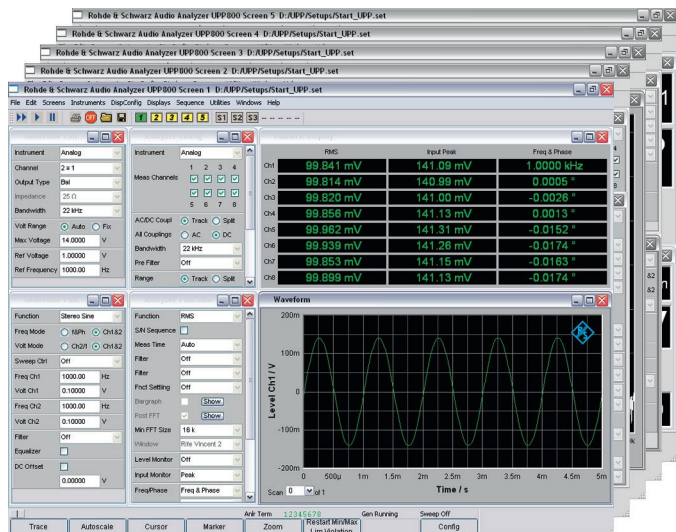 Rohde & Schwarz Audio Analyzer UPP800 Screen 5 D:/UPP/Setups/Start_UPP.set
Rohde & Schwarz Audio Analyzer UPP800 Screen 4 D:/UPP/Setups/Start_UPP.set
Rohde & Schwarz Audio Analyzer UPP800 Screen 3 D:/UPP/Setups/Start_UPP.set
Rohde & Schwarz Audio Analyzer UPP800 Screen 2 D:/UPP/Setups/Start_UPP.set
Rohde & Schwarz Audio Analyzer UPP800 Screen 1 D:/UPP/Setups/Start_UPP.set
File Edit Screens Instruments DispConfig Displays Sequence Utilities Windows Help
OFF 1 2 3 4 5 S1 S2 S3
Instrument Analog
Channel 2 ≡ 1
Output Type Bal
Impedance 25 Ω
Bandwidth 22 kHz
Volt Range Auto Fix
Max Voltage 14.0000 V
Ref Voltage 1.00000 V
Ref Frequency 1000.00 Hz
Instrument Analog
1 2 3 4
Meas Channels
5 6 7 8
AC/DC Coupl Track Split
All Couplings AC DC
Bandwidth 22 kHz
Pre Filter Off
Range Track Split
RMS Input Peak Freq & Phase
Ch1 99.841 mV 141.09 mV 1.0000 kHz
Ch2 99.814 mV 140.99 mV 0.0005 °
Ch3 99.820 mV 141.00 mV -0.0026 °
Ch4 99.856 mV 141.13 mV 0.0013 °
Ch5 99.962 mV 141.31 mV -0.0152 °
Ch6 99.939 mV 141.26 mV -0.0174 °
Ch7 99.853 mV 141.15 mV -0.0163 °
Ch8 99.899 mV 141.13 mV -0.0174 °
Function Stereo Sine
Freq Mode f&Ph Ch1&2
Volt Mode Ch2/1 Ch1&2
Sweep Ctrl Off
Freq Ch1 1000.00 Hz
Volt Ch1 0.10000 V
Freq Ch2 1000.00 Hz
Volt Ch2 0.10000 V
Filter Off
Equalizer
DC Offset
0.00000 V
Function RMS
S/N Sequence
Meas Time Auto
Filter Off
Filter Off
Fnct Settling Off
Bargraph Show
Post FFT Show
Min FFT Size 16 k
Window Rife Vincent 2
Level Monitor Off
Input Monitor Peak
Freq/Phase Freq & Phase
Waveform
Level Ch1 / V
200m
100m
0
-100m
-200m
0 500µ 1m 1.5m 2m 2.5m 3m 3.5m 4m 4.5m 5m
Scan 0 of 1 Time / s
Anlr Term 12345678 Gen Running Sweep Off
Trace Autoscale Cursor Marker Zoom Restart Min/Max Lim Violation Config
&2
&2